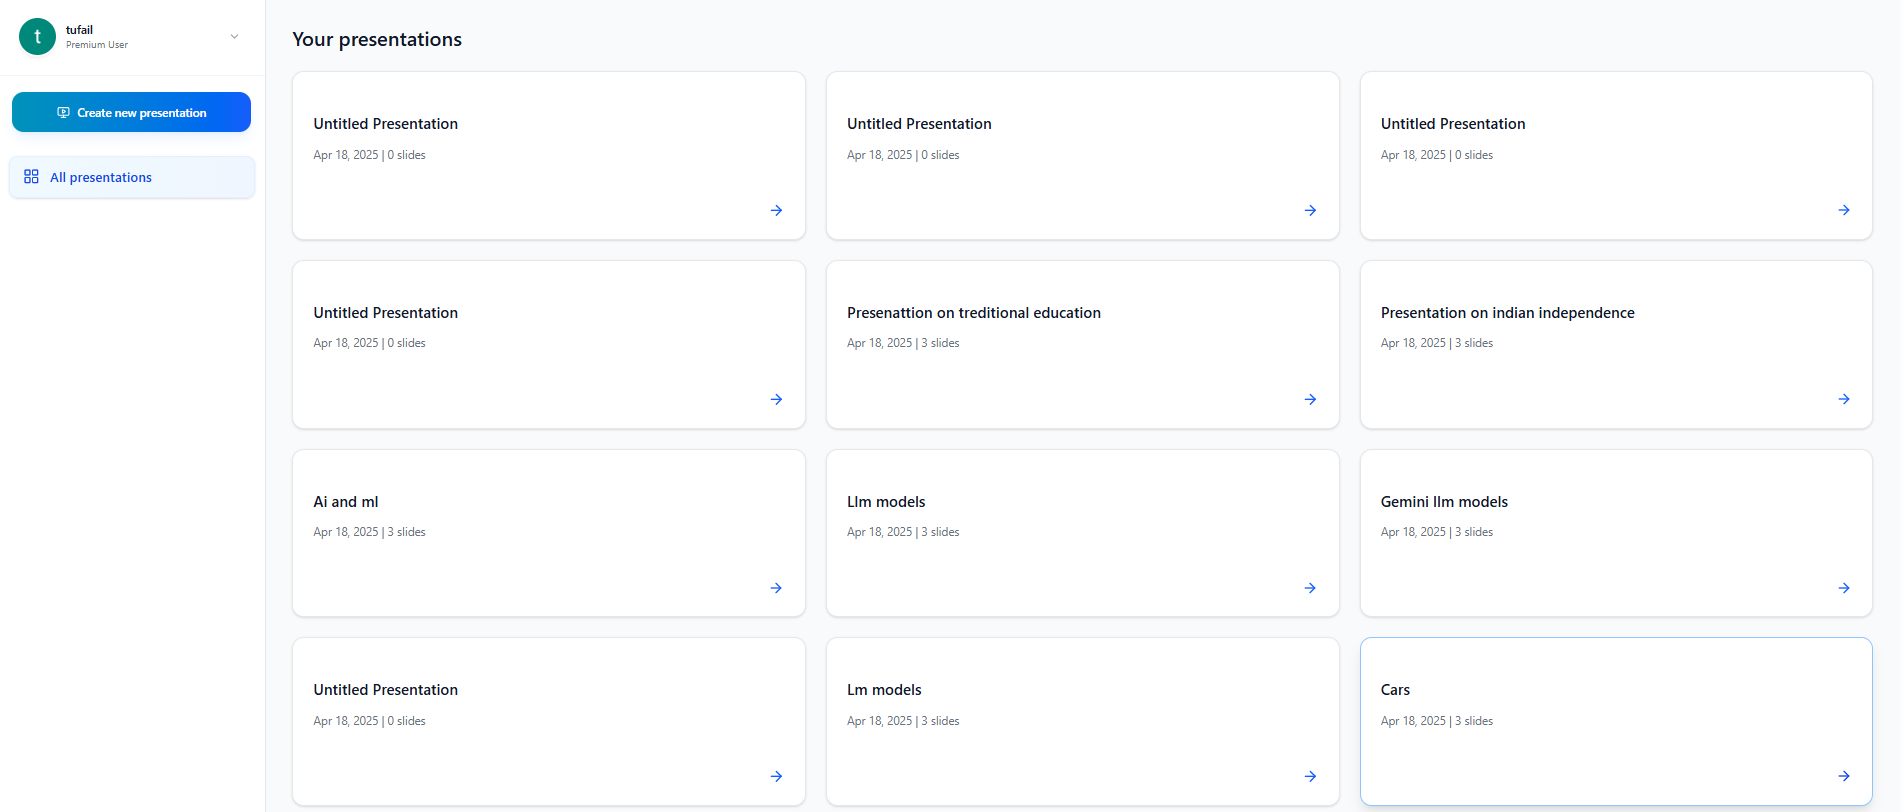 t
tufail
Premium User
Create new presentation
All presentations
Your presentations
Untitled Presentation
Apr 18, 2025 | 0 slides
Untitled Presentation
Apr 18, 2025 | 0 slides
Untitled Presentation
Apr 18, 2025 | 0 slides
Untitled Presentation
Apr 18, 2025 | 0 slides
Presenattion on treditional education
Apr 18, 2025 | 3 slides
Presentation on indian independence
Apr 18, 2025 | 3 slides
Ai and ml
Apr 18, 2025 | 3 slides
Llm models
Apr 18, 2025 | 3 slides
Gemini llm models
Apr 18, 2025 | 3 slides
Untitled Presentation
Apr 18, 2025 | 0 slides
Lm models
Apr 18, 2025 | 3 slides
Cars
Apr 18, 2025 | 3 slides